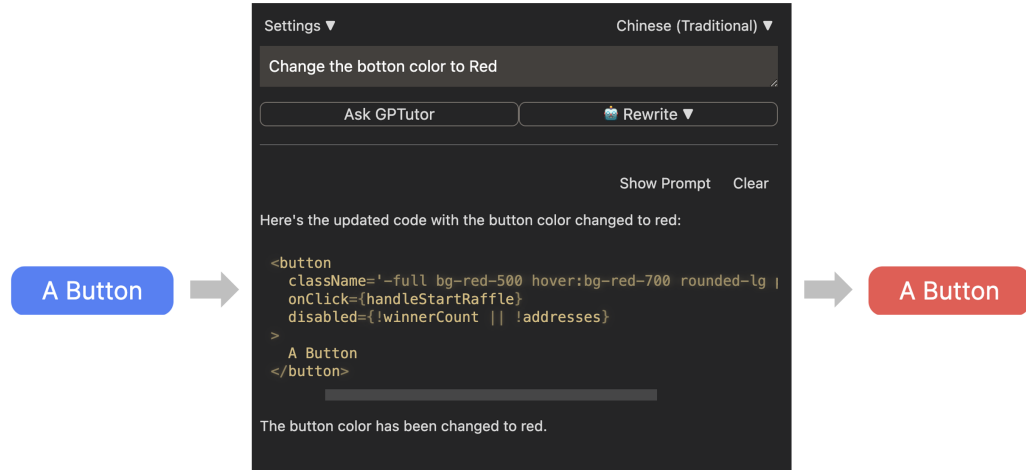 Settings ▼
Chinese (Traditional) ▼
Change the botton color to Red
Ask GPTutor
🤖 Rewrite ▼
Show Prompt
Clear
Here's the updated code with the button color changed to red:
<button
className='-full bg-red-500 hover:bg-red-700 rounded-lg
onClick={handleStartRaffle}
disabled={!winnerCount || !addresses}
>
A Button
</button>
The button color has been changed to red.
A Button
A Button